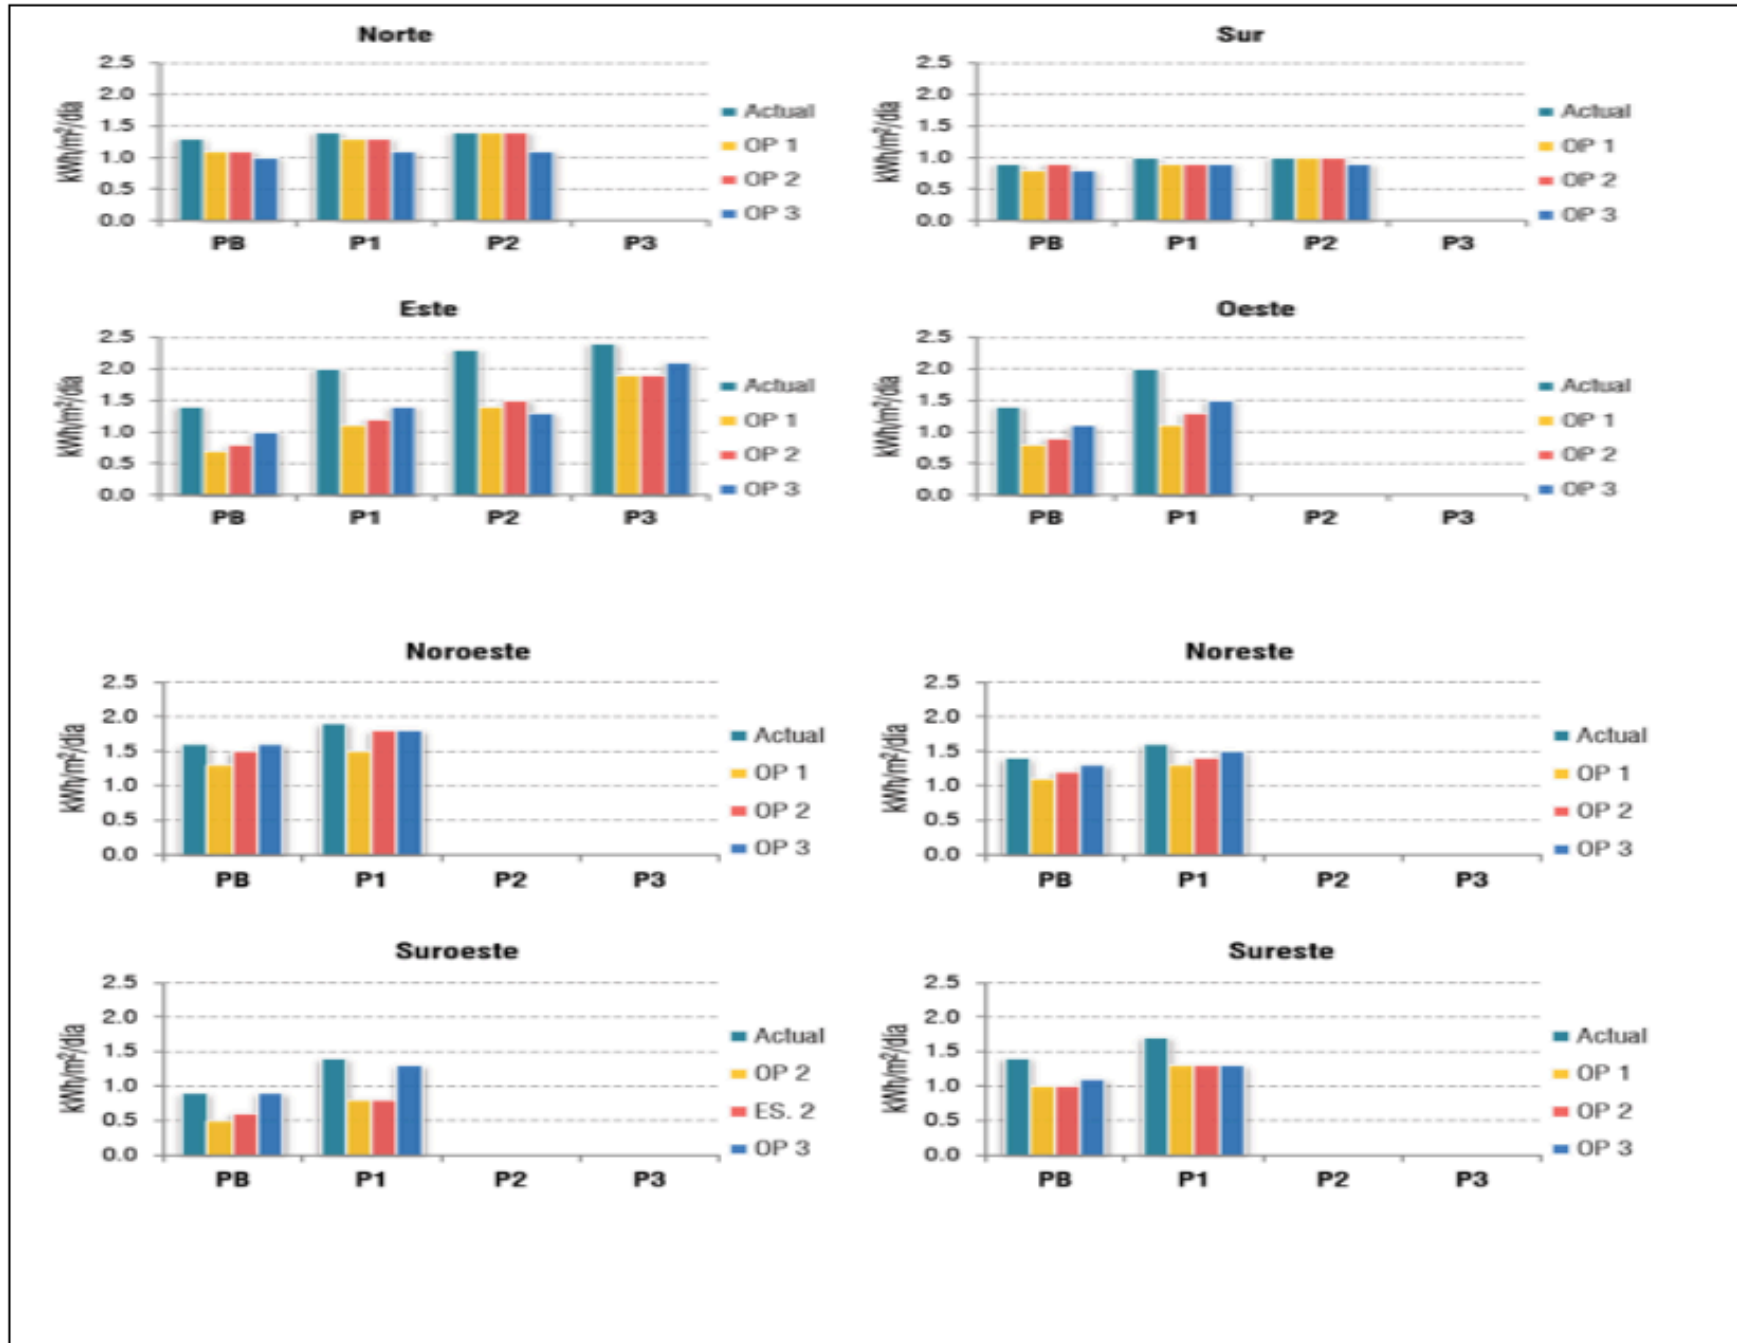 Norte
kWh/m²/día
2.5
2.0
1.5
1.0
0.5
0.0
PB P1 P2 P3
Actual
OP 1
OP 2
OP 3
Sur
kWh/m²/día
2.5
2.0
1.5
1.0
0.5
0.0
PB P1 P2 P3
Actual
OP 1
OP 2
OP 3
Este
kWh/m²/día
2.5
2.0
1.5
1.0
0.5
0.0
PB P1 P2 P3
Actual
OP 1
OP 2
OP 3
Oeste
kWh/m²/día
2.5
2.0
1.5
1.0
0.5
0.0
PB P1 P2 P3
Actual
OP 1
OP 2
OP 3
Noroeste
kWh/m²/día
2.5
2.0
1.5
1.0
0.5
0.0
PB P1 P2 P3
Actual
OP 1
OP 2
OP 3
Noreste
kWh/m²/día
2.5
2.0
1.5
1.0
0.5
0.0
PB P1 P2 P3
Actual
OP 1
OP 2
OP 3
Suroeste
kWh/m²/día
2.5
2.0
1.5
1.0
0.5
0.0
PB P1 P2 P3
Actual
OP 2
ES. 2
OP 3
Sureste
kWh/m²/día
2.5
2.0
1.5
1.0
0.5
0.0
PB P1 P2 P3
Actual
OP 1
OP 2
OP 3